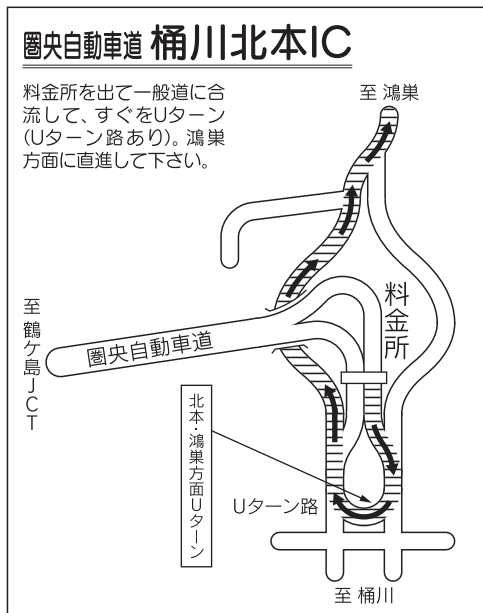 圏央自動車道 桶川北本IC
料金所を出て一般道に合
流して、すぐをUターン
(Uターン路あり)。鴻巣
方面に直進して下さい。
至 鴻巣
料金所
至 鶴ヶ島JCT
圏央自動車道
北本・鴻巣方面Uターン
Uターン路
至 桶川